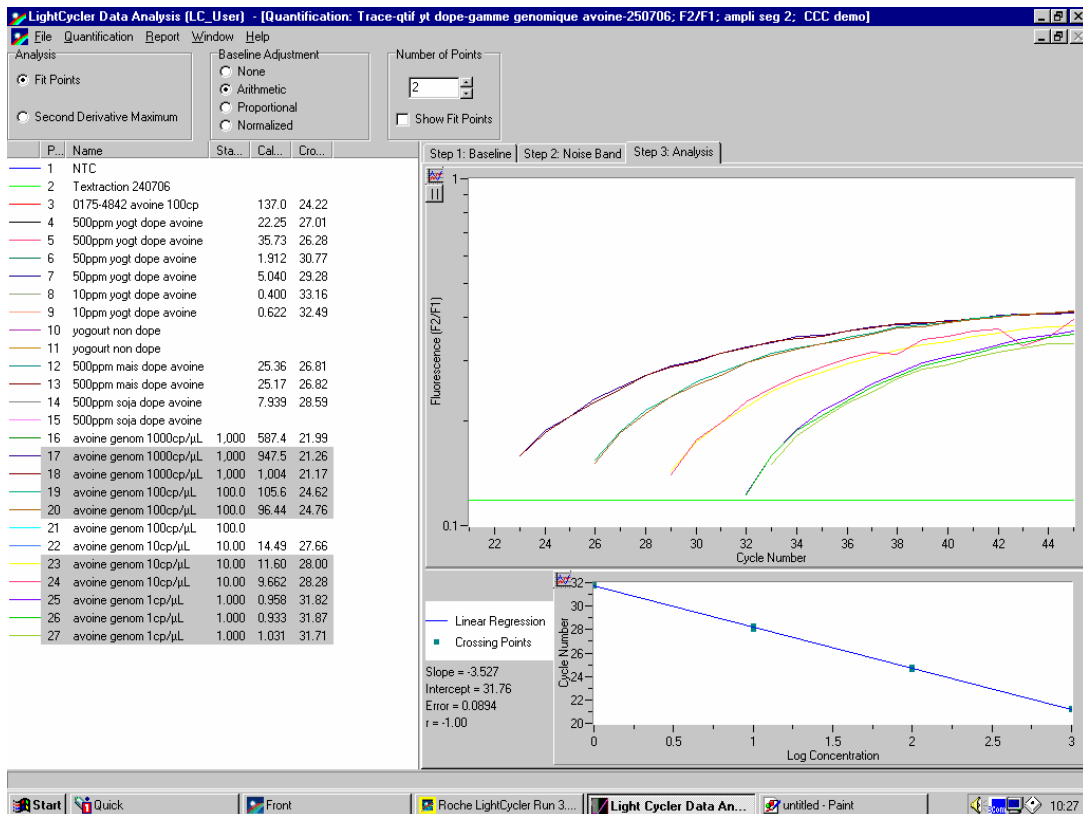 LightCycler Data Analysis (LC_User) - [Quantification: Trace-qtif yt dope-gamme genomique avoine-250706; F2/F1; ampli seg 2; CCC demo]
File Quantification Report Window Help
Analysis
Fit Points
Second Derivative Maximum
Baseline Adjustment
None
Arithmetic
Proportional
Normalized
Number of Points
2
Show Fit Points
P... Name Sta... Cal... Cro...
1 NTC
2 Textraction 240706
3 0175-4842 avoine 100cp 137.0 24.22
4 500ppm yogt dope avoine 22.25 27.01
5 500ppm yogt dope avoine 35.73 26.28
6 50ppm yogt dope avoine 1.912 30.77
7 50ppm yogt dope avoine 5.040 29.28
8 10ppm yogt dope avoine 0.400 33.16
9 10ppm yogt dope avoine 0.622 32.49
10 yogourt non dope
11 yogourt non dope
12 500ppm mais dope avoine 25.36 26.81
13 500ppm mais dope avoine 25.17 26.82
14 500ppm soja dope avoine 7.939 28.59
15 500ppm soja dope avoine
16 avoine genom 1000cp/µL 1,000 587.4 21.99
17 avoine genom 1000cp/µL 1,000 947.5 21.26
18 avoine genom 1000cp/µL 1,000 1,004 21.17
19 avoine genom 100cp/µL 100.0 105.6 24.62
20 avoine genom 100cp/µL 100.0 96.44 24.76
21 avoine genom 100cp/µL 100.0
22 avoine genom 10cp/µL 10.00 14.49 27.66
23 avoine genom 10cp/µL 10.00 11.60 28.00
24 avoine genom 10cp/µL 10.00 9.662 28.28
25 avoine genom 1cp/µL 1.000 0.958 31.82
26 avoine genom 1cp/µL 1.000 0.933 31.87
27 avoine genom 1cp/µL 1.000 1.031 31.71
Step 1: Baseline Step 2: Noise Band Step 3: Analysis
1
Fluorescence (F2/F1)
0.1
22 24 26 28 30 32 34 36 38 40 42 44
Cycle Number
Linear Regression
Crossing Points
Slope = -3.527
Intercept = 31.76
Error = 0.0894
r = -1.00
Cycle Number
32
30
28
26
24
22
20
0 0.5 1 1.5 2 2.5 3
Log Concentration
Start Quick Front Roche LightCycler Run 3.... Light Cycler Data An... untitled - Paint 10:27